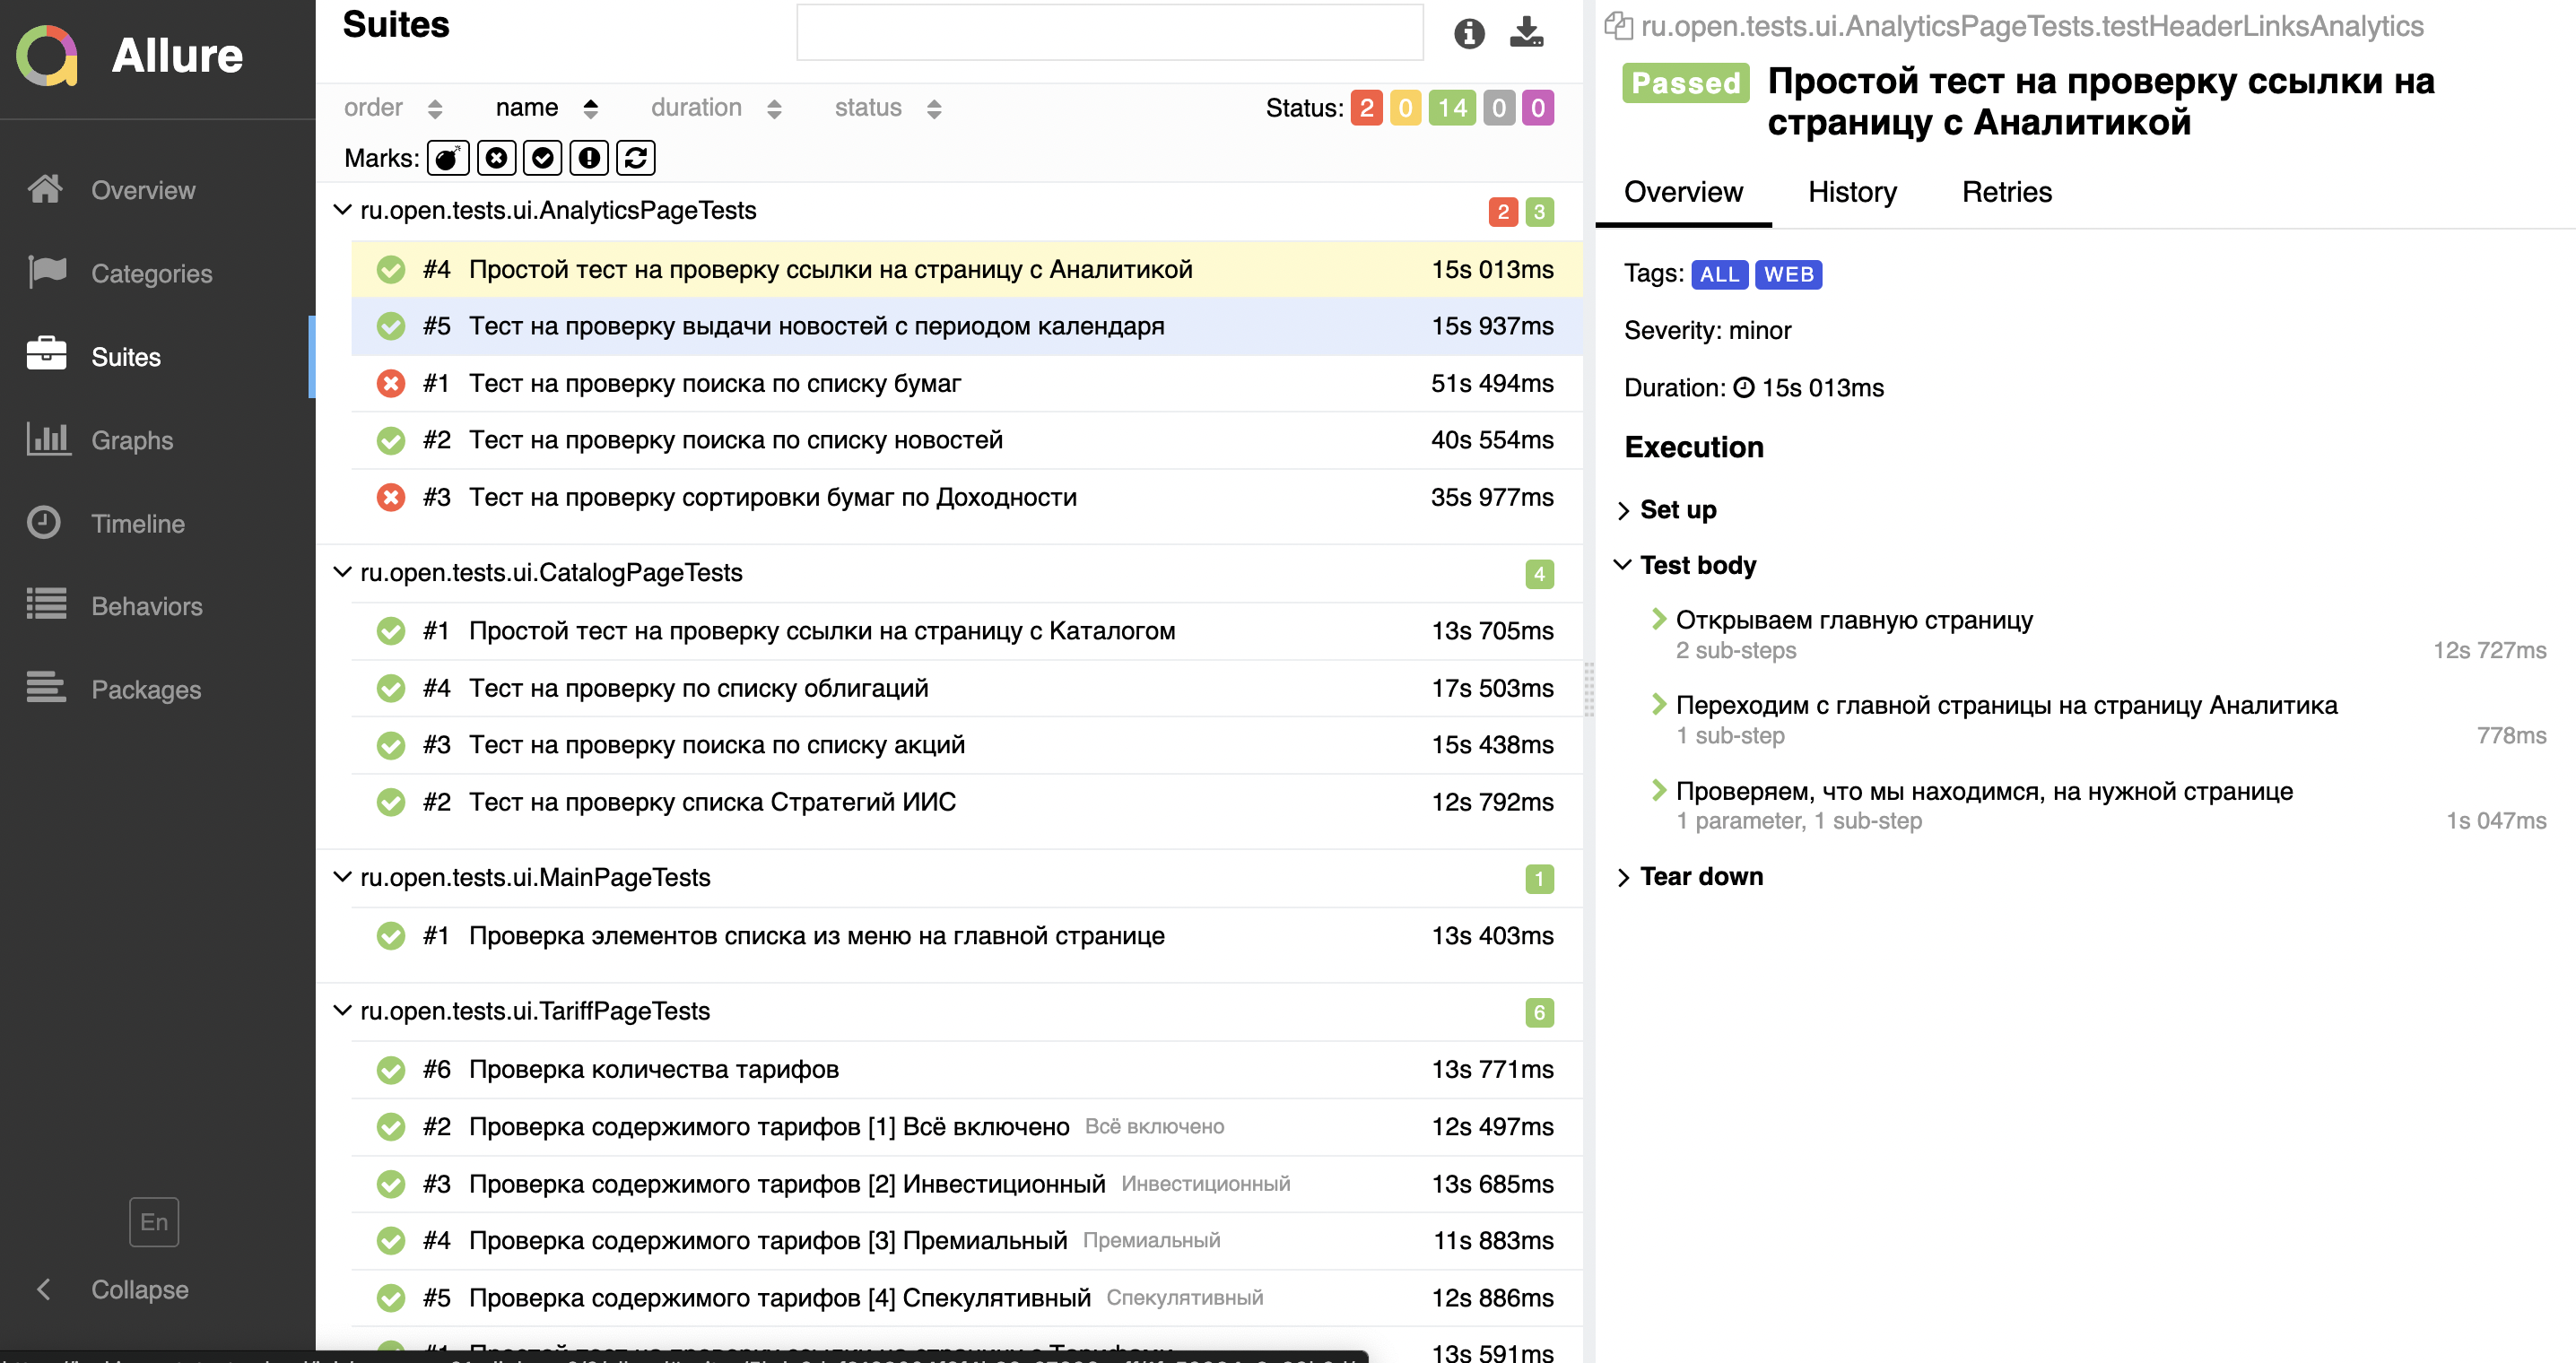 Allure
Overview
Categories
Suites
Graphs
Timeline
Behaviors
Packages
En
Collapse
Suites
order name duration status
Status: 2 0 14 0 0
Marks:
ru.open.tests.ui.AnalyticsPageTests 2 3
#4 Простой тест на проверку ссылки на страницу с Аналитикой 15s 013ms
#5 Тест на проверку выдачи новостей с периодом календаря 15s 937ms
#1 Тест на проверку поиска по списку бумаг 51s 494ms
#2 Тест на проверку поиска по списку новостей 40s 554ms
#3 Тест на проверку сортировки бумаг по Доходности 35s 977ms
ru.open.tests.ui.CatalogPageTests 4
#1 Простой тест на проверку ссылки на страницу с Каталогом 13s 705ms
#4 Тест на проверку по списку облигаций 17s 503ms
#3 Тест на проверку поиска по списку акций 15s 438ms
#2 Тест на проверку списка Стратегий ИИС 12s 792ms
ru.open.tests.ui.MainPageTests 1
#1 Проверка элементов списка из меню на главной странице 13s 403ms
ru.open.tests.ui.TariffPageTests 6
#6 Проверка количества тарифов 13s 771ms
#2 Проверка содержимого тарифов [1] Всё включено Всё включено 12s 497ms
#3 Проверка содержимого тарифов [2] Инвестиционный Инвестиционный 13s 685ms
#4 Проверка содержимого тарифов [3] Премиальный Премиальный 11s 883ms
#5 Проверка содержимого тарифов [4] Спекулятивный Спекулятивный 12s 886ms
#1 Простой тест на проверку ссылки на страницу с Тарифами 13s 591ms
ru.open.tests.ui.AnalyticsPageTests.testHeaderLinksAnalytics
Passed Простой тест на проверку ссылки на
страницу с Аналитикой
Overview History Retries
Tags: ALL WEB
Severity: minor
Duration: 15s 013ms
Execution
Set up
Test body
Открываем главную страницу
2 sub-steps 12s 727ms
Переходим с главной страницы на страницу Аналитика
1 sub-step 778ms
Проверяем, что мы находимся, на нужной странице
1 parameter, 1 sub-step 1s 047ms
Tear down